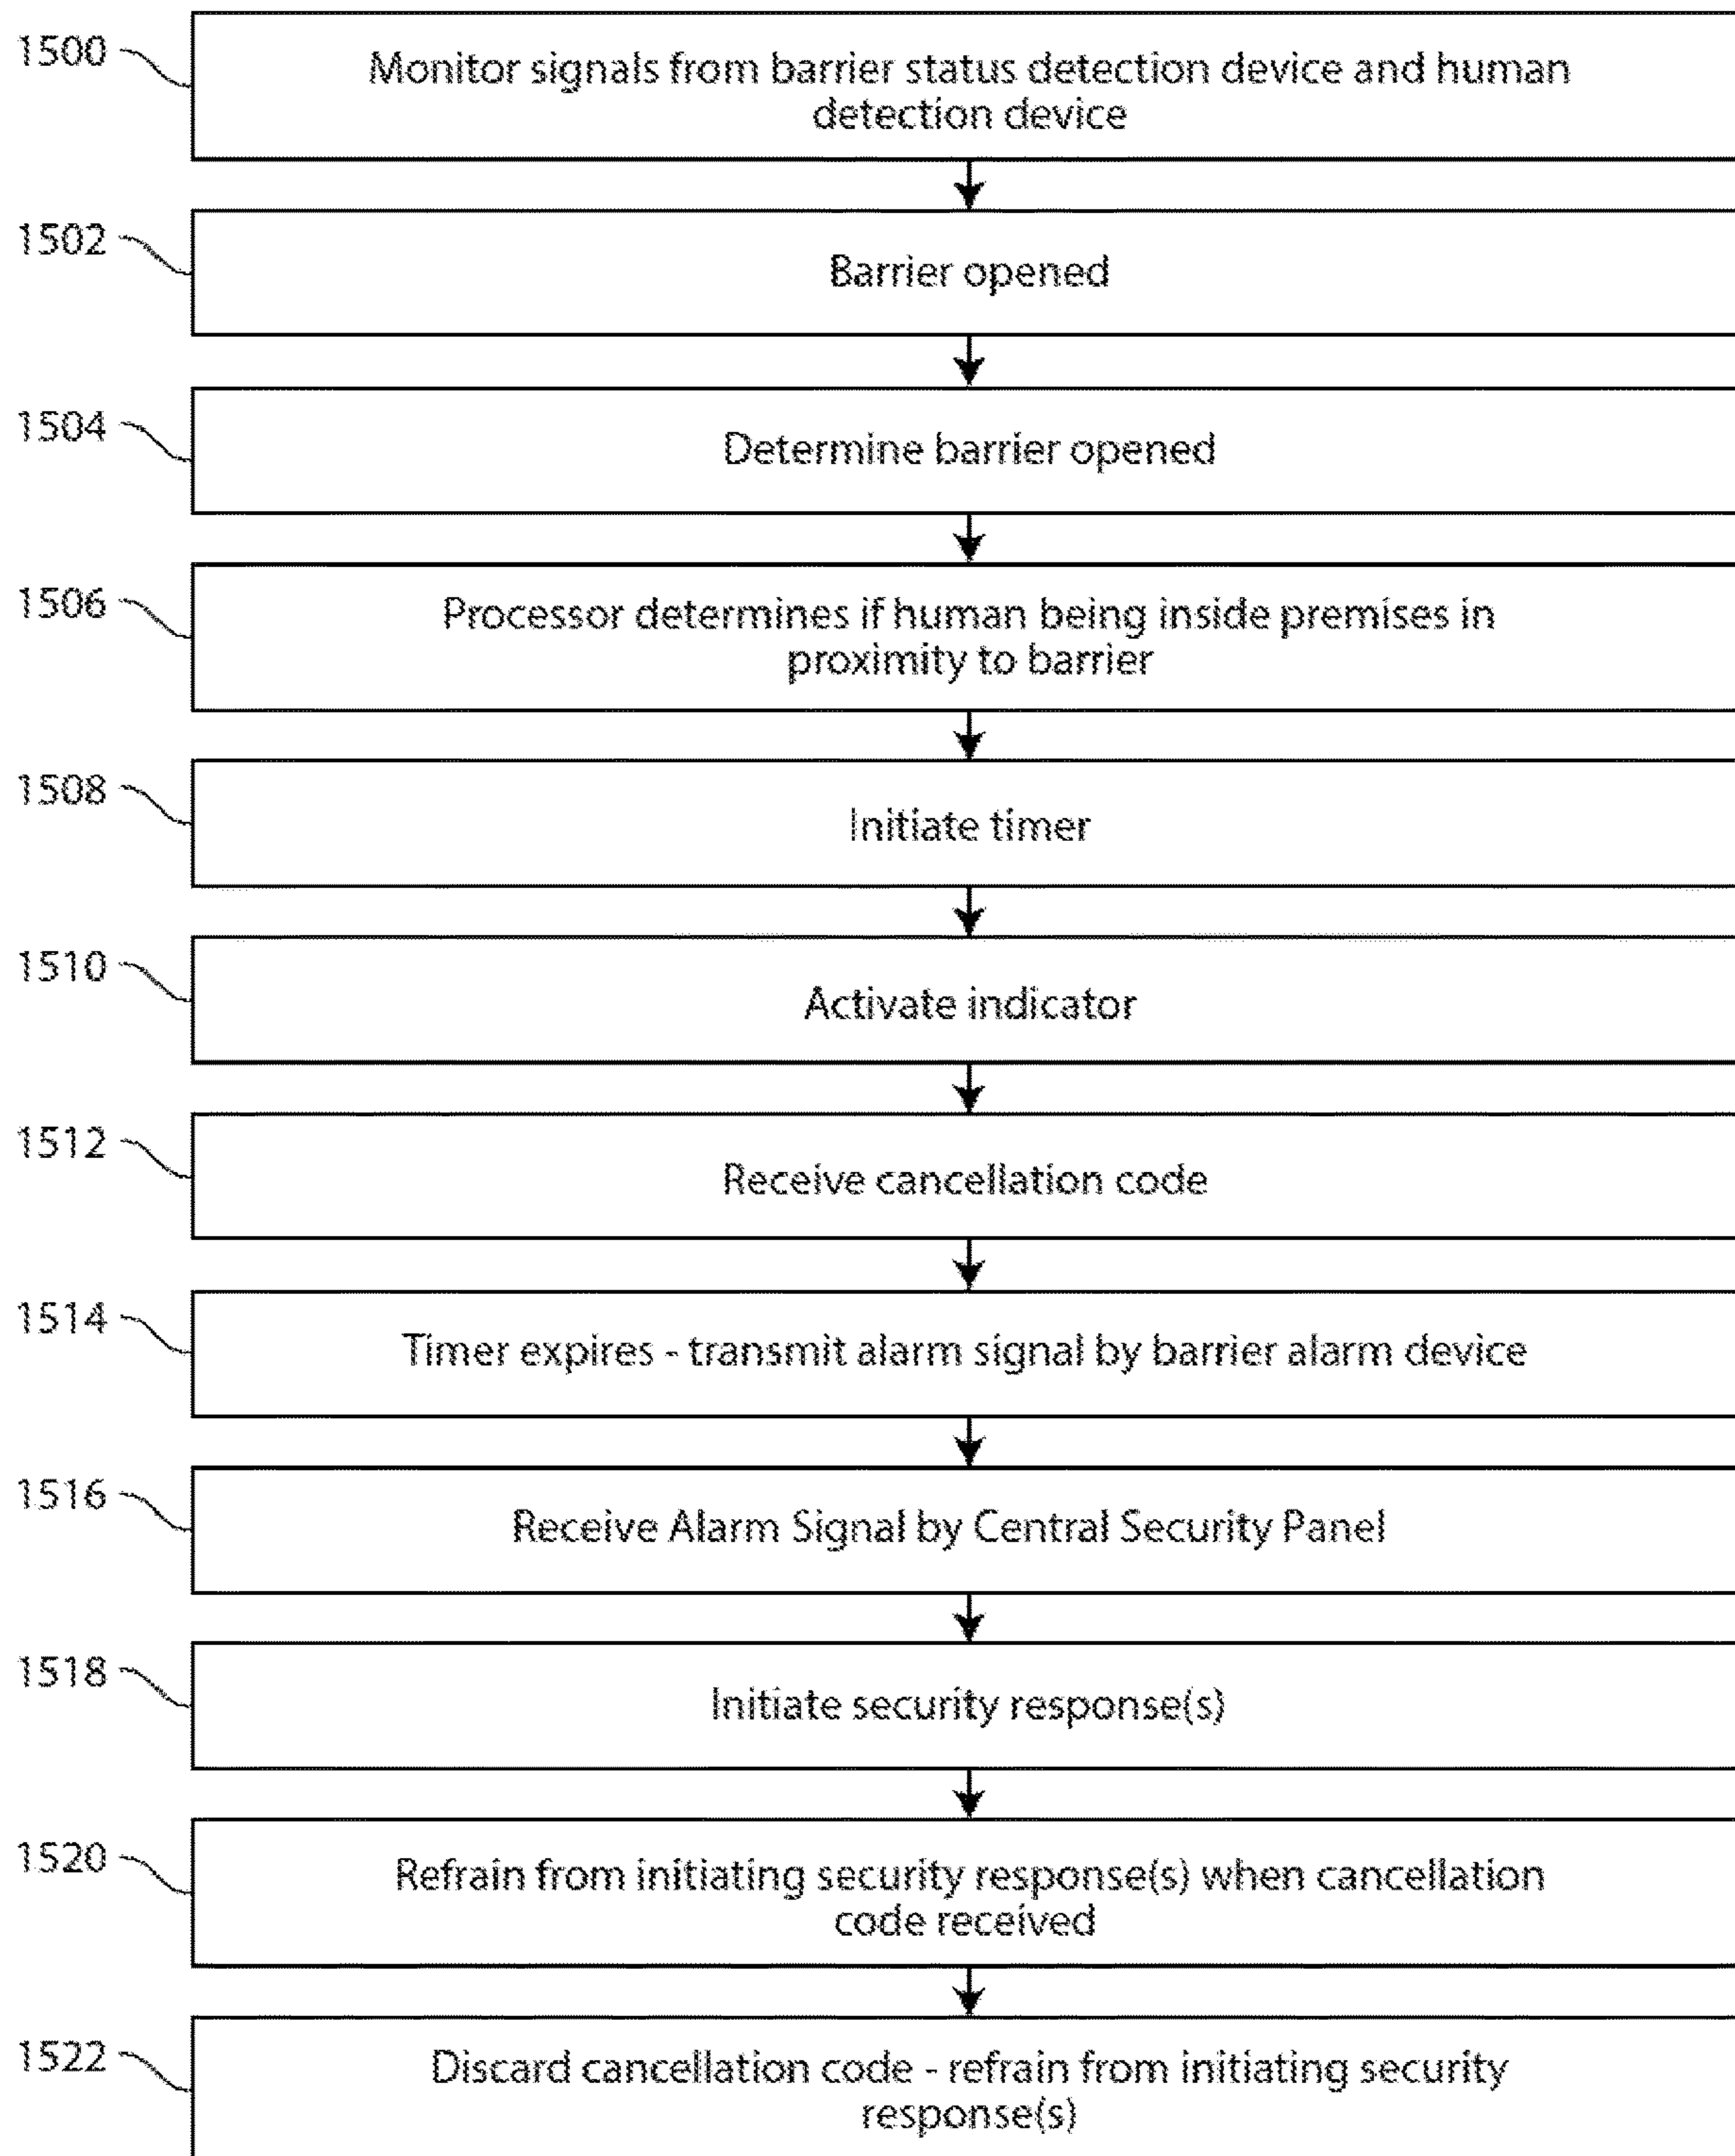 1500
Monitor signals from barrier status detection device and human
detection device
1502
Barrier opened
1504
Determine barrier opened
1506
Processor determines if human being inside premises in
proximity to barrier
1508
Initiate timer
1510
Activate indicator
1512
Receive cancellation code
1514
Timer expires - transmit alarm signal by barrier alarm device
1516
Receive Alarm Signal by Central Security Panel
1518
Initiate security response(s)
1520
Refrain from initiating security response(s) when cancellation
code received
1522
Discard cancellation code - refrain from initiating security
response(s)